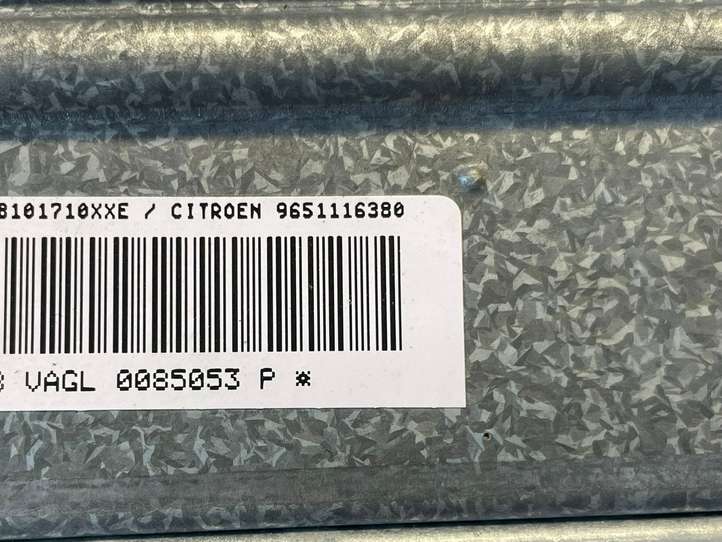 8101710XXE / CITROEN 9651116380
VAGL 0085053 P ✱